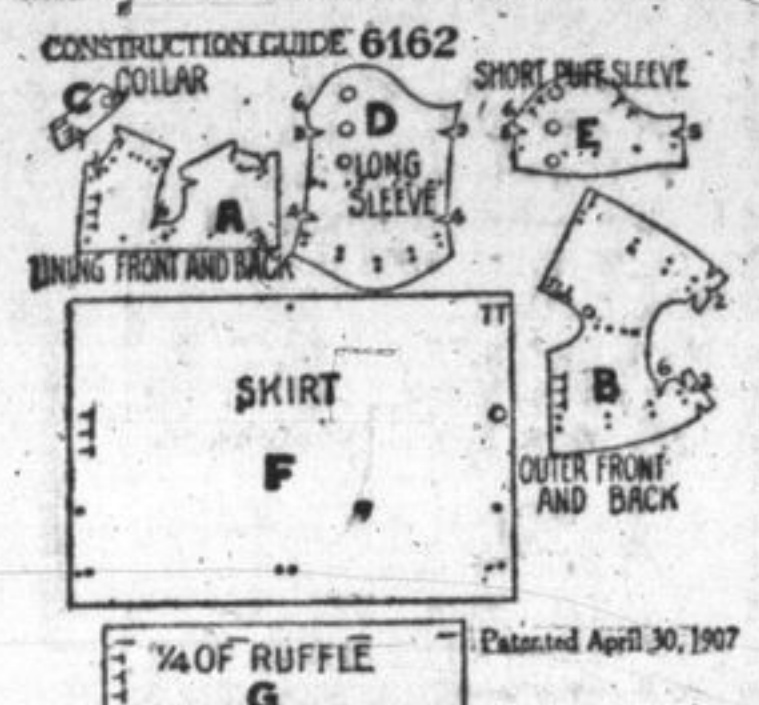 CONSTRUCTION GUIDE 6162
C COLLAR
D
LONG
SLEEVE
SHORT PUFF SLEEVE
E
A
LINING FRONT AND BACK
B
OUTER FRONT
AND BACK
SKIRT
F
Patented April 30, 1907
1/4 OF RUFFLE
G